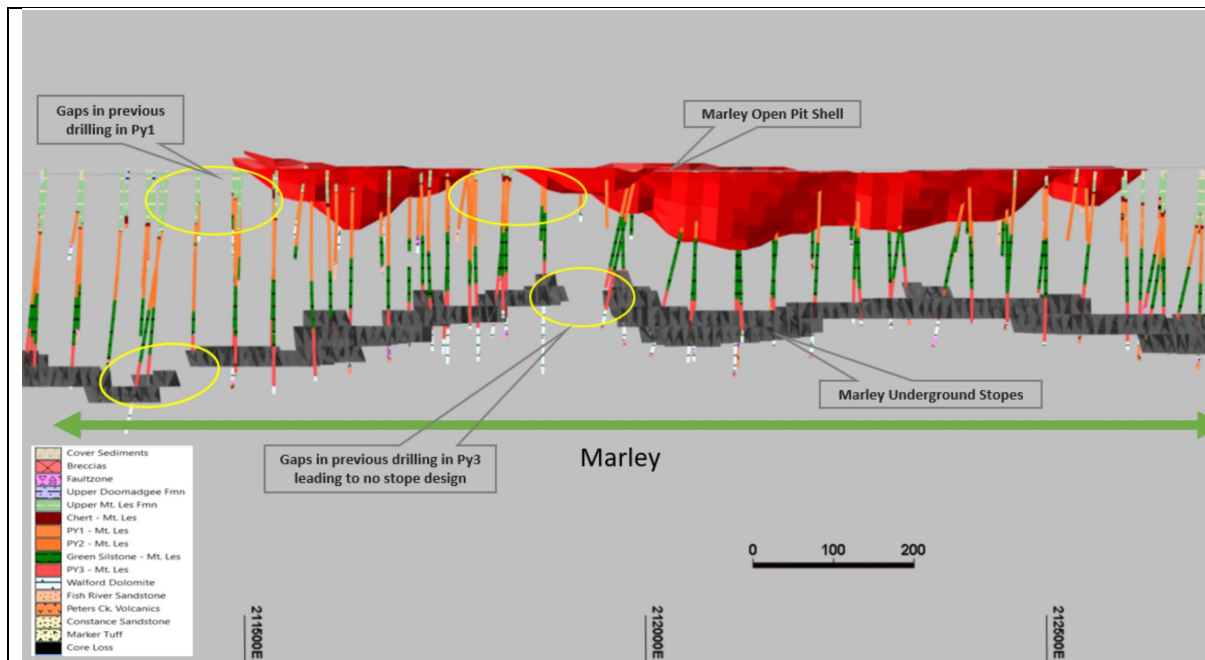 Gaps in previous
drilling in Py1
Marley Open Pit Shell
Marley Underground Stopes
Gaps in previous drilling in Py3
leading to no stope design
Marley
Cover Sediments
Breccias
Faultzone
Upper Doomadgee Fmn
Upper Mt. Les Fmn
Chert - Mt. Les
PY1 - Mt. Les
PY2 - Mt. Les
Green Silstone - Mt. Les
PY3 - Mt. Les
Walford Dolomite
Fish River Sandstone
Peters Ck. Volcanics
Constance Sandstone
Marker Tuff
Core Loss
0 100 200
211500E
212000E
212500E